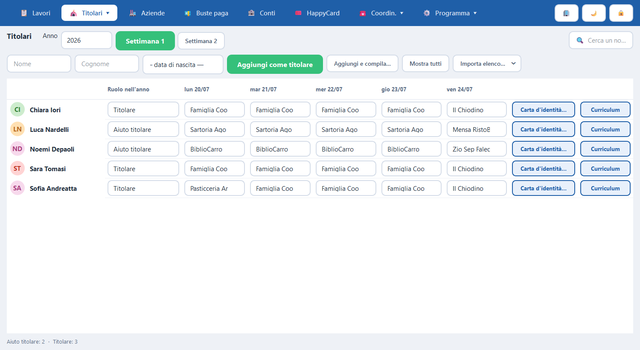 Lavori Titolari Aziende Buste paga Conti HappyCard Coordin. Programma
Titolari Anno 2026 Settimana 1 Settimana 2 Cerca un no...
Nome Cognome - data di nascita — Aggiungi come titolare Aggiungi e compila... Mostra tutti Importa elenco...
Ruolo nell'anno lun 20/07 mar 21/07 mer 22/07 gio 23/07 ven 24/07
CI Chiara Iori Titolare Famiglia Coo Famiglia Coo Famiglia Coo Famiglia Coo Il Chiodino Carta d'identità... Curriculum
LN Luca Nardelli Aiuto titolare Sartoria Ago Sartoria Ago Sartoria Ago Sartoria Ago Mensa RistoB Carta d'identità... Curriculum
ND Noemi Depaoli Aiuto titolare BiblioCarro BiblioCarro BiblioCarro BiblioCarro Zio Sep Falec Carta d'identità... Curriculum
ST Sara Tomasi Titolare Famiglia Coo Famiglia Coo Famiglia Coo Famiglia Coo Il Chiodino Carta d'identità... Curriculum
SA Sofia Andreatta Titolare Pasticceria Ar Famiglia Coo Famiglia Coo Famiglia Coo Il Chiodino Carta d'identità... Curriculum
Aiuto titolare: 2 · Titolare: 3